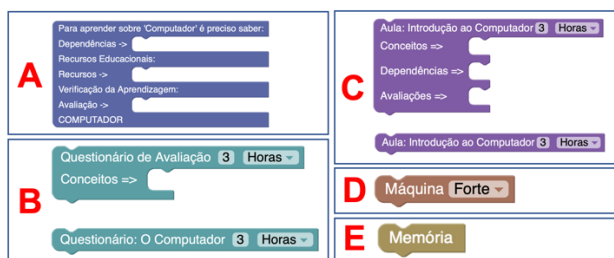 A
Para aprender sobre 'Computador' é preciso saber:
Dependências ->
Recursos Educacionais:
Recursos ->
Verificação da Aprendizagem:
Avaliação ->
COMPUTADOR
B
Questionário de Avaliação 3 Horas
Conceitos =>
Questionário: O Computador 3 Horas
C
Aula: Introdução ao Computador 3 Horas
Conceitos =>
Dependências =>
Avaliações =>
Aula: Introdução ao Computador 3 Horas
D
Máquina Forte
E
Memória